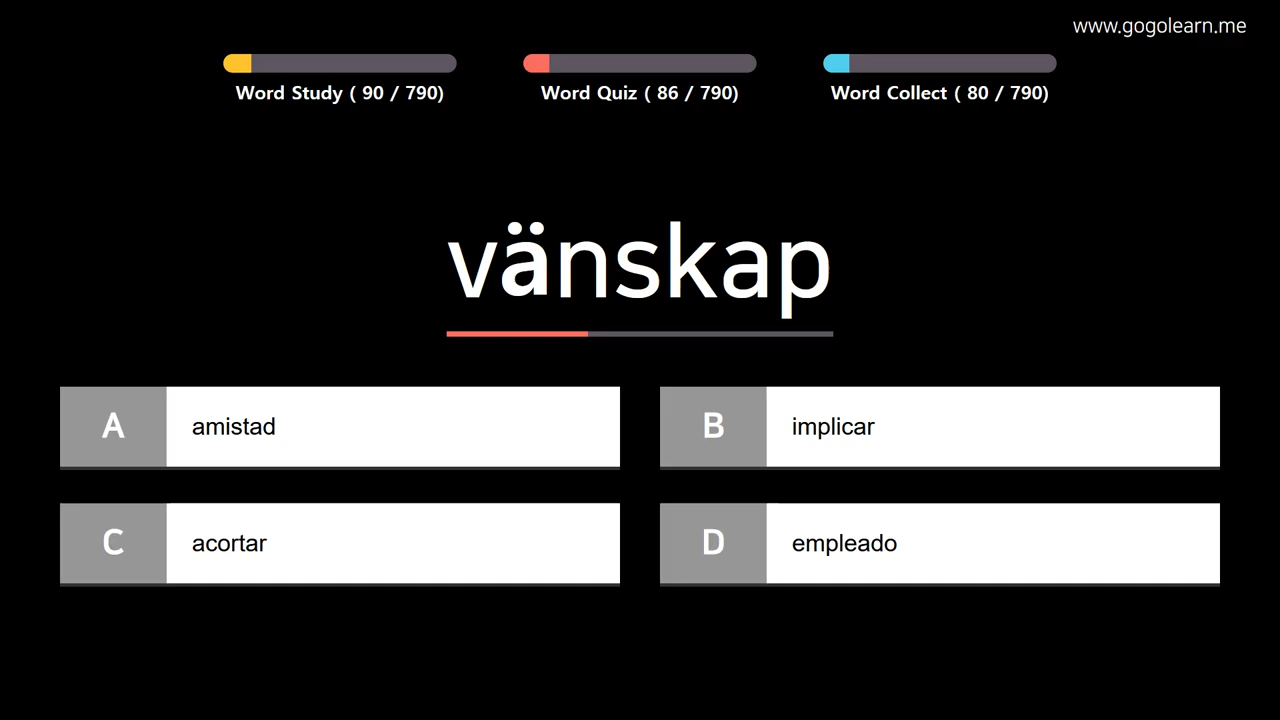 www.gogolearn.me
Word Study ( 90 / 790)
Word Quiz ( 86 / 790)
Word Collect ( 80 / 790)
vänskap
A amistad
B implicar
C acortar
D empleado